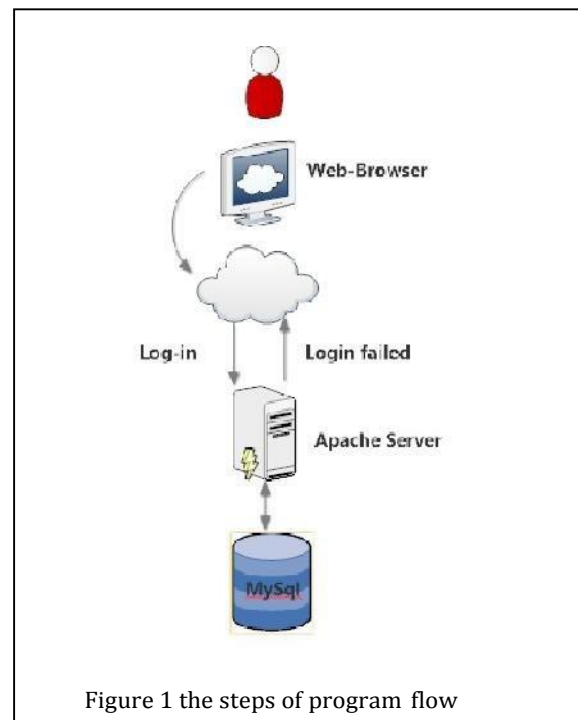 Web-Browser
Log-in Login failed
Apache Server
MySql
Figure 1 the steps of program flow